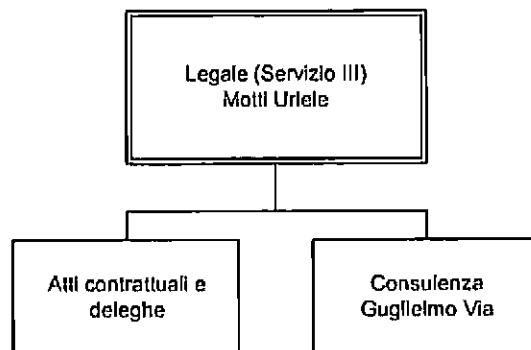 Legale (Servizio III)
Motti Uriele
Atti contrattuali e
deleghe
Consulenza
Guglielmo Via